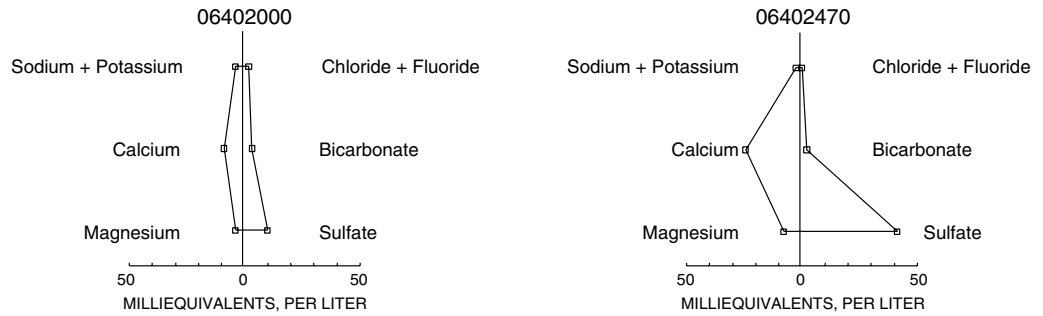 06402000
Sodium + Potassium
Chloride + Fluoride
Calcium
Bicarbonate
Magnesium
Sulfate
50 0 50
MILLIEQUIVALENTS, PER LITER
06402470
Sodium + Potassium
Chloride + Fluoride
Calcium
Bicarbonate
Magnesium
Sulfate
50 0 50
MILLIEQUIVALENTS, PER LITER